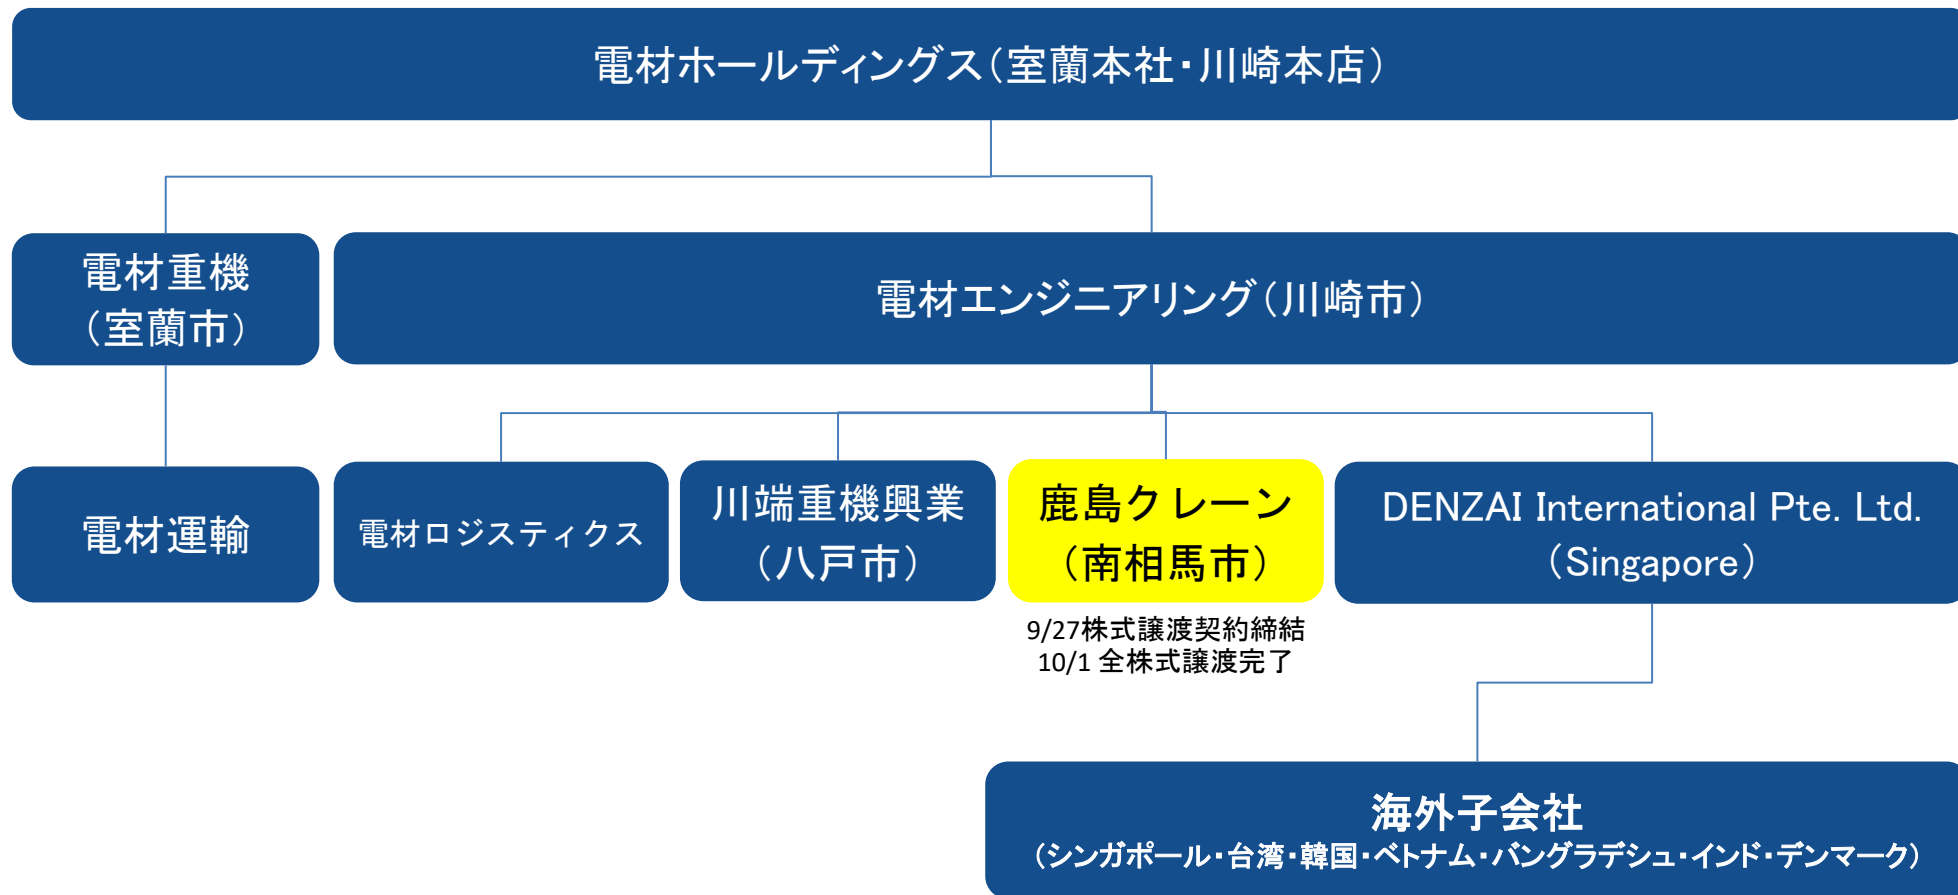 電材ホールディングス（室蘭本社・川崎本店）
電材重機
（室蘭市）
電材エンジニアリング（川崎市）
電材運輸
電材ロジスティクス
川端重機興業
（八戸市）
鹿島クレーン
（南相馬市）
9/27株式譲渡契約締結
10/1 全株式譲渡完了
DENZAI International Pte. Ltd.
（Singapore）
海外子会社
（シンガポール・台湾・韓国・ベトナム・バングラデシュ・インド・デンマーク）